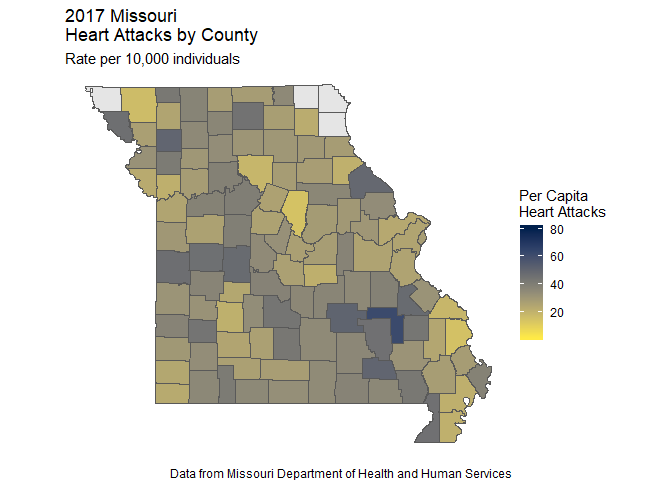 2017 Missouri
Heart Attacks by County
Rate per 10,000 individuals
Per Capita
Heart Attacks
80
60
40
20
Data from Missouri Department of Health and Human Services